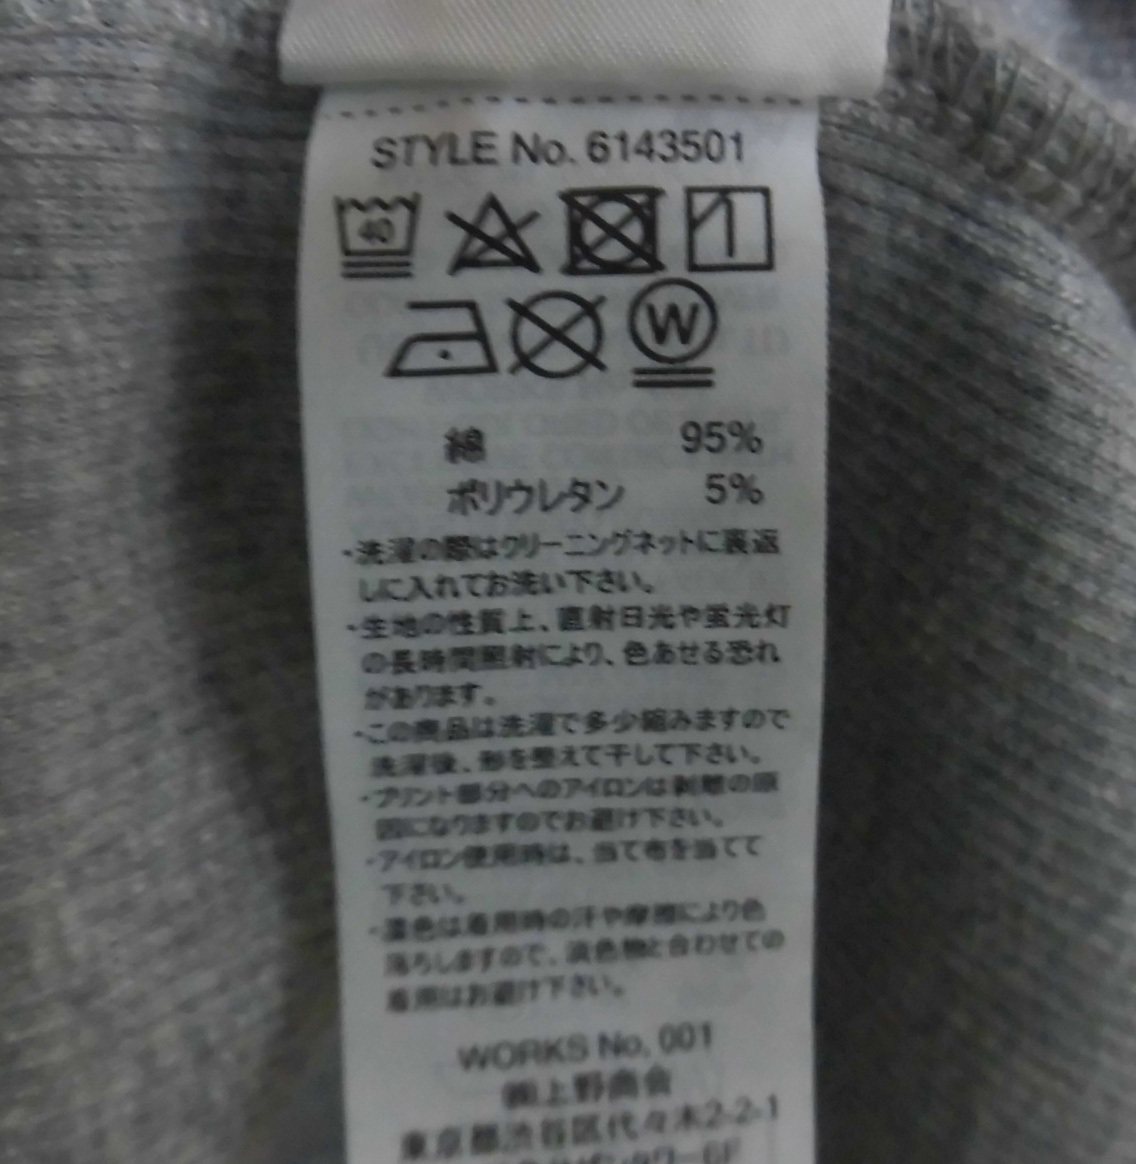 STYLE No. 6143501
40
W
綿 95%
ポリウレタン 5%
・洗濯の際はクリーニングネットに裏返
しに入れてお洗い下さい。
・生地の性質上、直射日光や蛍光灯
の長時間照射により、色あせる恐れ
があります。
・この商品は洗濯で多少縮みますので
洗濯後、形を整えて干して下さい。
・プリント部分へのアイロンは剥離の原
因になりますのでお避け下さい。
・アイロン使用時は、当て布を当てて
下さい。
・濃色は着用時の汗や摩擦により色
落ちしますので、淡色物と合わせての
着用はお避け下さい。
WORKS No. 001
㈱上野商会
東京都渋谷区代々木2-2-1